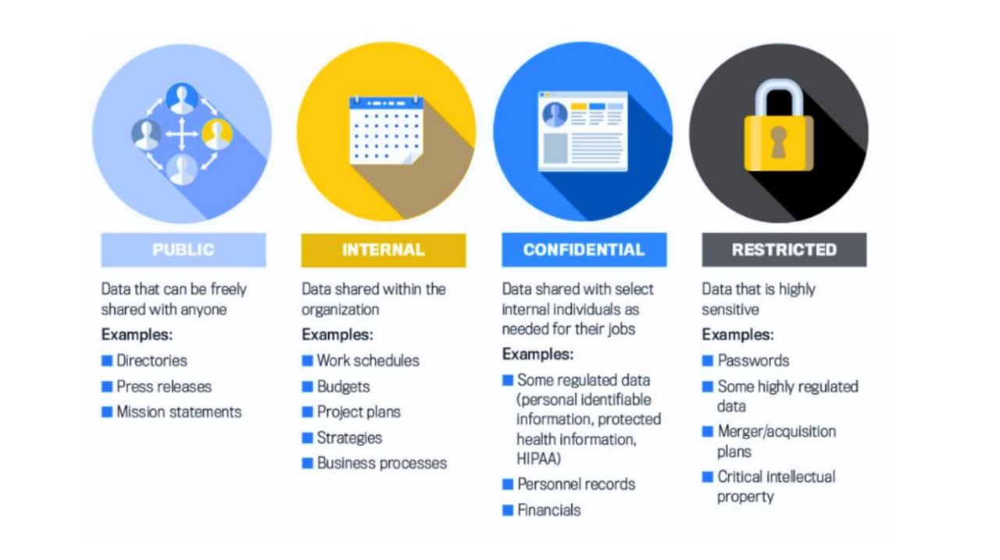 PUBLIC
Data that can be freely
shared with anyone
Examples:
Directories
Press releases
Mission statements
INTERNAL
Data shared within the
organization
Examples:
Work schedules
Budgets
Project plans
Strategies
Business processes
CONFIDENTIAL
Data shared with select
internal individuals as
needed for their jobs
Examples:
Some regulated data
(personal identifiable
information, protected
health information,
HIPAA)
Personnel records
Financials
RESTRICTED
Data that is highly
sensitive
Examples:
Passwords
Some highly regulated
data
Merger/acquisition
plans
Critical intellectual
property